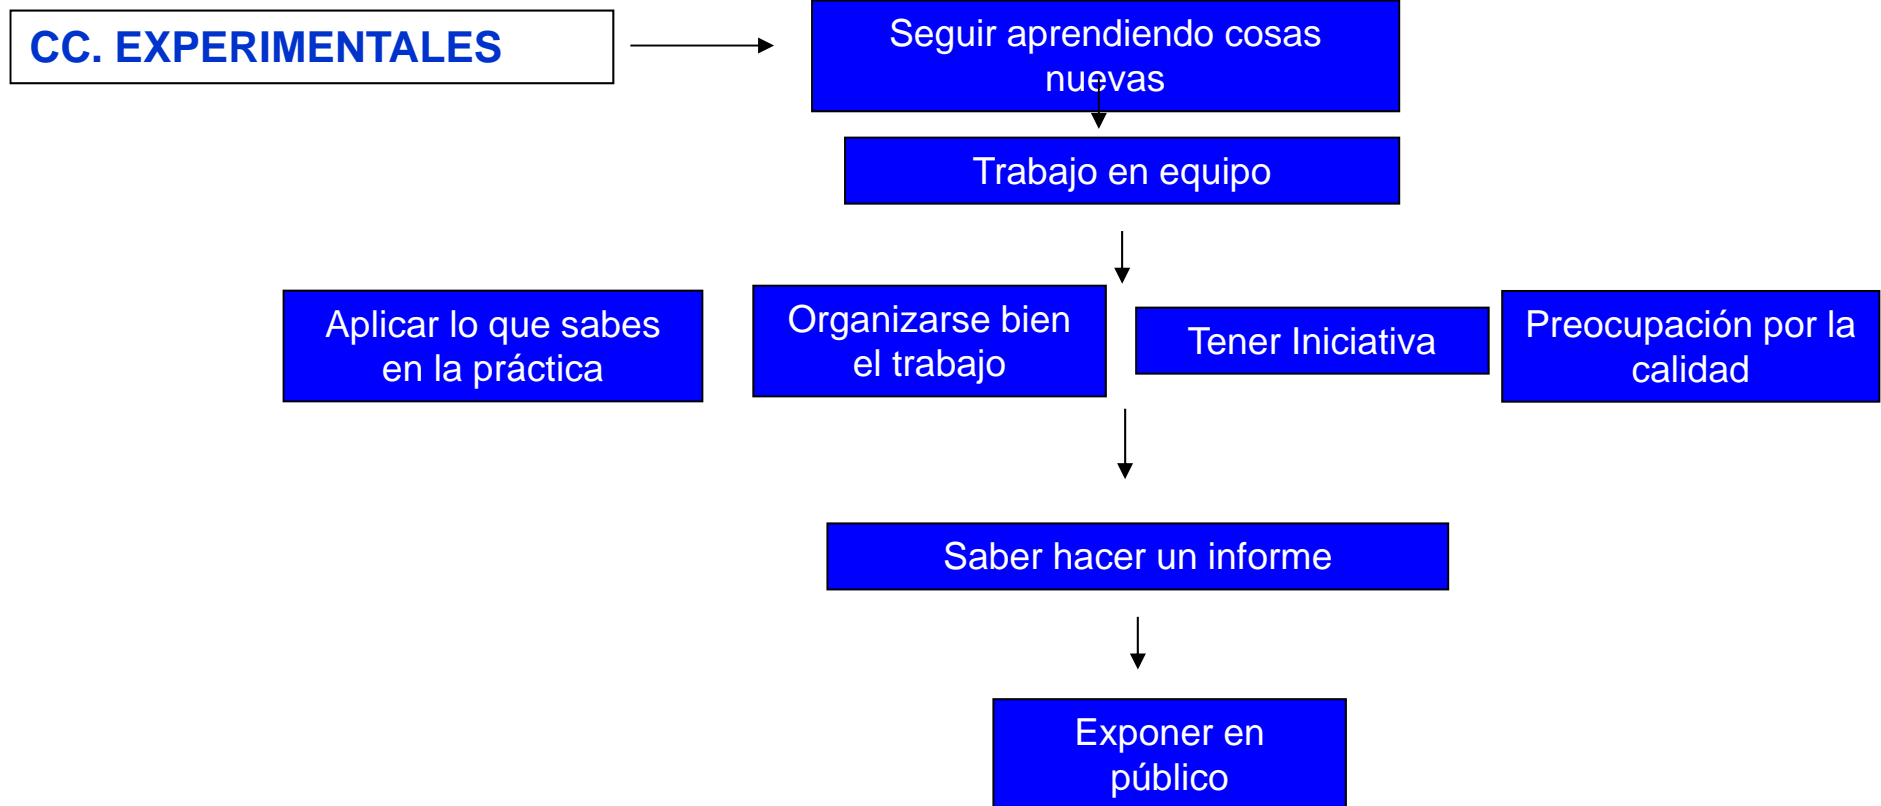 CC. EXPERIMENTALES
Seguir aprendiendo cosas
nuevas
Trabajo en equipo
Aplicar lo que sabes
en la práctica
Organizarse bien
el trabajo
Tener Iniciativa
Preocupación por la
calidad
Saber hacer un informe
Exponer en
público